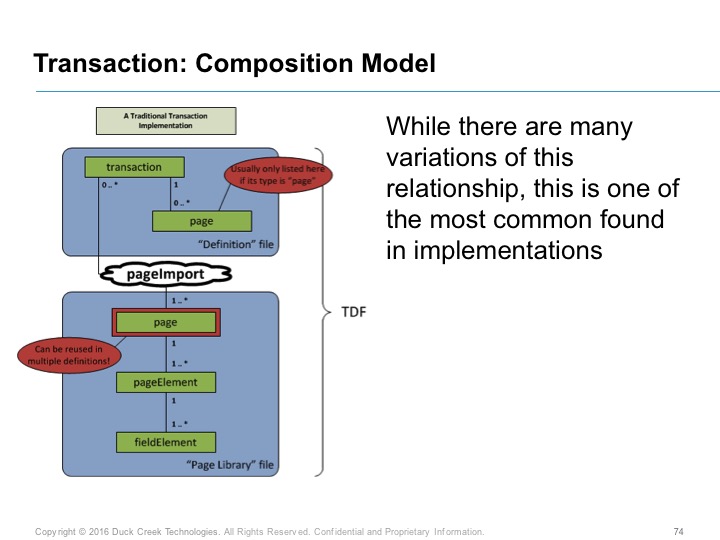 Transaction: Composition Model
A Traditional Transaction
Implementation
transaction
0 .. *
1
0 .. *
Usually only listed here
if its type is "page"
page
“Definition” file
pageImport
1 .. *
page
Can be reused in
multiple definitions!
1
1 .. *
pageElement
1
1 .. *
fieldElement
“Page Library” file
TDF
While there are many
variations of this
relationship, this is one of
the most common found
in implementations
Copyright © 2016 Duck Creek Technologies. All Rights Reserved. Confidential and Proprietary Information.
74